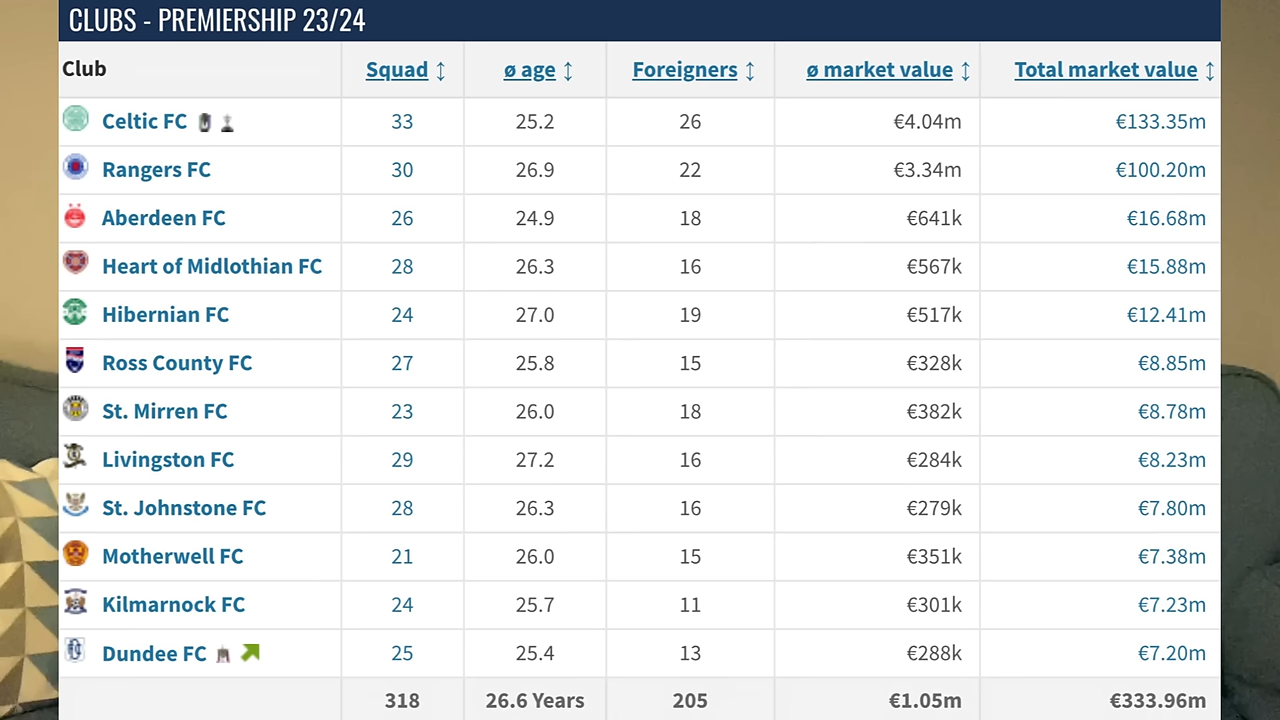 CLUBS - PREMIERSHIP 23/24
Club Squad ↕ ø age ↕ Foreigners ↕ ø market value ↕ Total market value ↕
Celtic FC 33 25.2 26 €4.04m €133.35m
Rangers FC 30 26.9 22 €3.34m €100.20m
Aberdeen FC 26 24.9 18 €641k €16.68m
Heart of Midlothian FC 28 26.3 16 €567k €15.88m
Hibernian FC 24 27.0 19 €517k €12.41m
Ross County FC 27 25.8 15 €328k €8.85m
St. Mirren FC 23 26.0 18 €382k €8.78m
Livingston FC 29 27.2 16 €284k €8.23m
St. Johnstone FC 28 26.3 16 €279k €7.80m
Motherwell FC 21 26.0 15 €351k €7.38m
Kilmarnock FC 24 25.7 11 €301k €7.23m
Dundee FC 25 25.4 13 €288k €7.20m
318 26.6 Years 205 €1.05m €333.96m